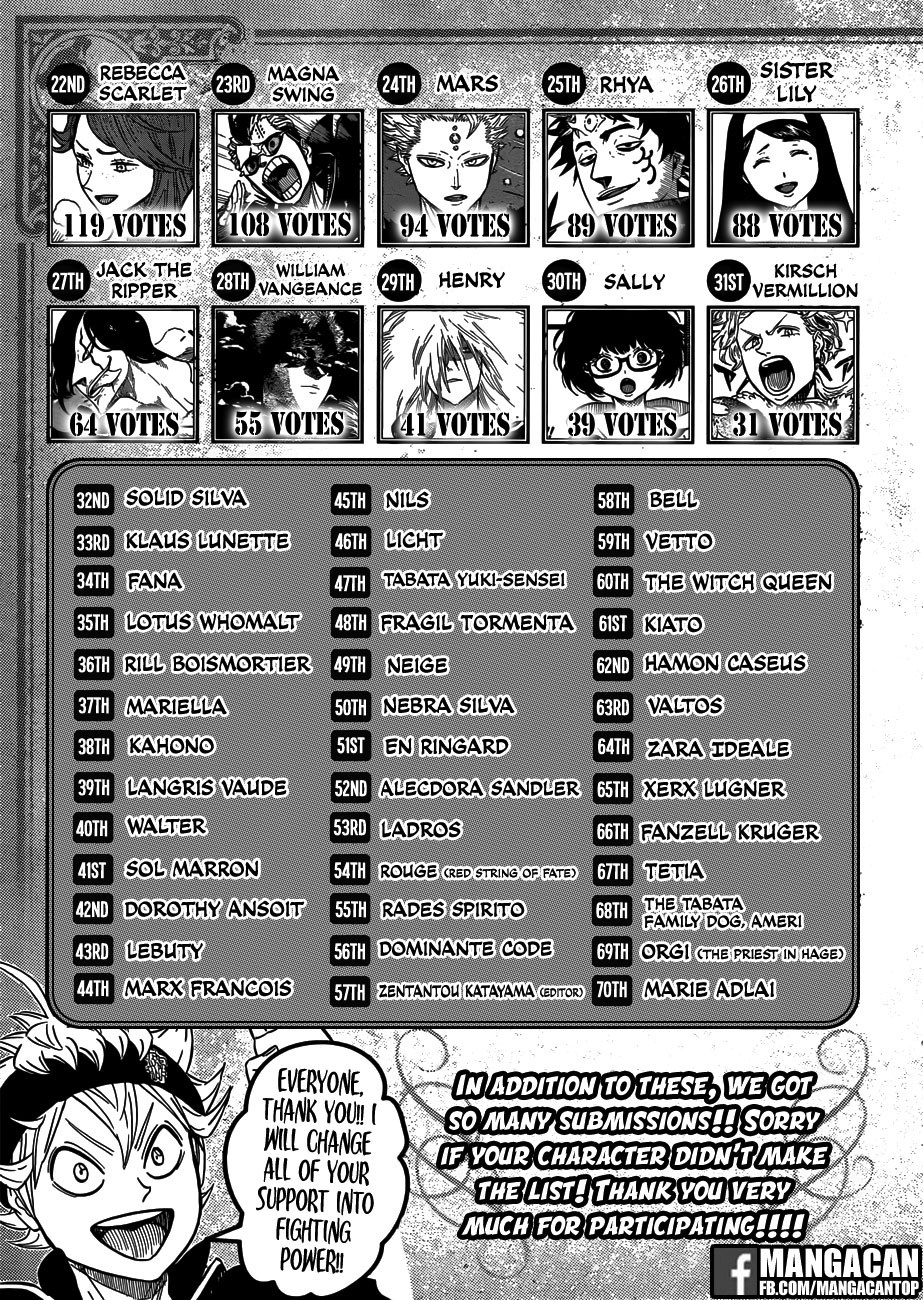 22ND REBECCA SCARLET
119 VOTES
23RD MAGNA SWING
108 VOTES
24TH MARS
94 VOTES
25TH RHYA
89 VOTES
26TH SISTER LILY
88 VOTES
27TH JACK THE RIPPER
64 VOTES
28TH WILLIAM VANGEANCE
55 VOTES
29TH HENRY
41 VOTES
30TH SALLY
39 VOTES
31ST KIRSCH VERMILLION
31 VOTES
32ND SOLID SILVA
33RD KLAUS LUNETTE
34TH FANA
35TH LOTUS WHOMALT
36TH RILL BOISMORTIER
37TH MARIELLA
38TH KAHONO
39TH LANGRIS VAUDE
40TH WALTER
41ST SOL MARRON
42ND DOROTHY ANSOIT
43RD LEBUTY
44TH MARX FRANCOIS
45TH NILS
46TH LICHT
47TH TABATA YUKI-SENSEI
48TH FRAGIL TORMENTA
49TH NEIGE
50TH NEBRA SILVA
51ST EN RINGARD
52ND ALECDORA SANDLER
53RD LADROS
54TH ROUGE (RED STRING OF FATE)
55TH RADES SPIRITO
56TH DOMINANTE CODE
57TH ZENTANTOU KATAYAMA (EDITOR)
58TH BELL
59TH VETTO
60TH THE WITCH QUEEN
61ST KIATO
62ND HAMON CASEUS
63RD VALTOS
64TH ZARA IDEALE
65TH XERX LUGNER
66TH FANZELL KRUGER
67TH TETIA
68TH THE TABATA
FAMILY DOG, AMERI
69TH ORGI (THE PRIEST IN HAGE)
70TH MARIE ADLAI
EVERYONE,
THANK YOU!! I
WILL CHANGE
ALL OF YOUR
SUPPORT INTO
FIGHTING
POWER!!
IN ADDITION TO THESE, WE GOT
SO MANY SUBMISSIONS!! SORRY
IF YOUR CHARACTER DIDN'T MAKE
THE LIST! THANK YOU VERY
MUCH FOR PARTICIPATING!!!!
f MANGACAN
FB.COM/MANGACANTOP